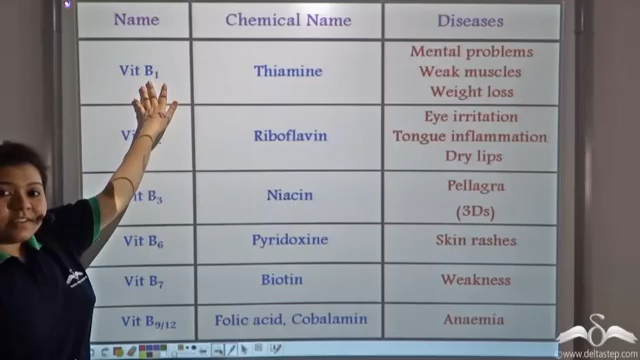 Name Chemical Name Diseases
Vit B1 Thiamine Mental problems
Weak muscles
Weight loss
Riboflavin Eye irritation
Tongue inflammation
Dry lips
Vit B3 Niacin Pellagra
(3Ds)
Vit B6 Pyridoxine Skin rashes
Vit B7 Biotin Weakness
Vit B9/12 Folic acid, Cobalamin Anaemia
©www.deltastep.com